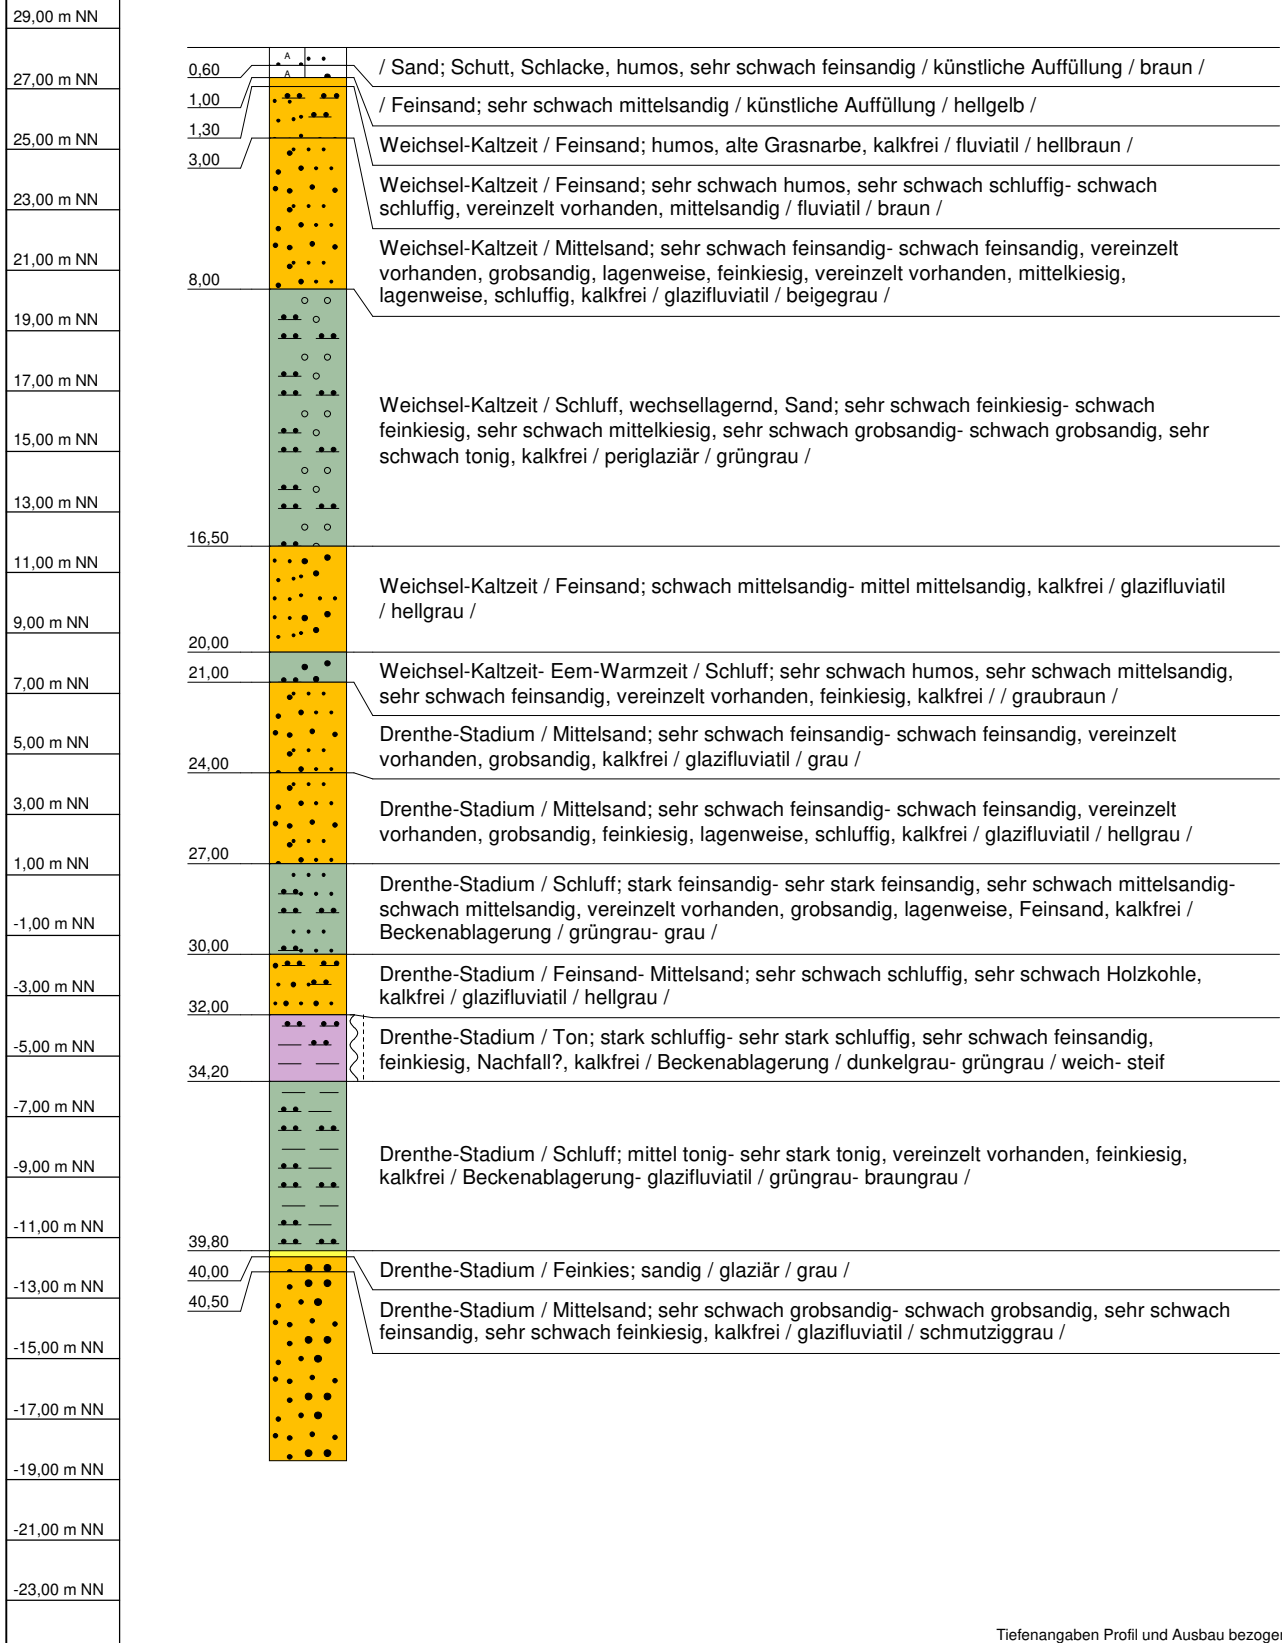 29,00 m NN
27,00 m NN
25,00 m NN
23,00 m NN
21,00 m NN
19,00 m NN
17,00 m NN
15,00 m NN
13,00 m NN
11,00 m NN
9,00 m NN
7,00 m NN
5,00 m NN
3,00 m NN
1,00 m NN
-1,00 m NN
-3,00 m NN
-5,00 m NN
-7,00 m NN
-9,00 m NN
-11,00 m NN
-13,00 m NN
-15,00 m NN
-17,00 m NN
-19,00 m NN
-21,00 m NN
-23,00 m NN
0,60
1,00
1,30
3,00
8,00
16,50
20,00
21,00
24,00
27,00
30,00
32,00
34,20
39,80
40,00
40,50
A
A
/ Sand; Schutt, Schlacke, humos, sehr schwach feinsandig / künstliche Auffüllung / braun /
/ Feinsand; sehr schwach mittelsandig / künstliche Auffüllung / hellgelb /
Weichsel-Kaltzeit / Feinsand; humos, alte Grasnarbe, kalkfrei / fluviatil / hellbraun /
Weichsel-Kaltzeit / Feinsand; sehr schwach humos, sehr schwach schluffig- schwach
schluffig, vereinzelt vorhanden, mittelsandig / fluviatil / braun /
Weichsel-Kaltzeit / Mittelsand; sehr schwach feinsandig- schwach feinsandig, vereinzelt
vorhanden, grobsandig, lagenweise, feinkiesig, vereinzelt vorhanden, mittelkiesig,
lagenweise, schluffig, kalkfrei / glazifluviatil / beigegrau /
Weichsel-Kaltzeit / Schluff, wechsellagernd, Sand; sehr schwach feinkiesig- schwach
feinkiesig, sehr schwach mittelkiesig, sehr schwach grobsandig- schwach grobsandig, sehr
schwach tonig, kalkfrei / periglaziär / grüngrau /
Weichsel-Kaltzeit / Feinsand; schwach mittelsandig- mittel mittelsandig, kalkfrei / glazifluviatil
/ hellgrau /
Weichsel-Kaltzeit- Eem-Warmzeit / Schluff; sehr schwach humos, sehr schwach mittelsandig,
sehr schwach feinsandig, vereinzelt vorhanden, feinkiesig, kalkfrei / / graubraun /
Drenthe-Stadium / Mittelsand; sehr schwach feinsandig- schwach feinsandig, vereinzelt
vorhanden, grobsandig, kalkfrei / glazifluviatil / grau /
Drenthe-Stadium / Mittelsand; sehr schwach feinsandig- schwach feinsandig, vereinzelt
vorhanden, grobsandig, feinkiesig, lagenweise, schluffig, kalkfrei / glazifluviatil / hellgrau /
Drenthe-Stadium / Schluff; stark feinsandig- sehr stark feinsandig, sehr schwach mittelsandig-
schwach mittelsandig, vereinzelt vorhanden, grobsandig, lagenweise, Feinsand, kalkfrei /
Beckenablagerung / grüngrau- grau /
Drenthe-Stadium / Feinsand- Mittelsand; sehr schwach schluffig, sehr schwach Holzkohle,
kalkfrei / glazifluviatil / hellgrau /
Drenthe-Stadium / Ton; stark schluffig- sehr stark schluffig, sehr schwach feinsandig,
feinkiesig, Nachfall?, kalkfrei / Beckenablagerung / dunkelgrau- grüngrau / weich- steif
Drenthe-Stadium / Schluff; mittel tonig- sehr stark tonig, vereinzelt vorhanden, feinkiesig,
kalkfrei / Beckenablagerung- glazifluviatil / grüngrau- braungrau /
Drenthe-Stadium / Feinkies; sandig / glaziär / grau /
Drenthe-Stadium / Mittelsand; sehr schwach grobsandig- schwach grobsandig, sehr schwach
feinsandig, sehr schwach feinkiesig, kalkfrei / glazifluviatil / schmutziggrau /
Tiefenangaben Profil und Ausbau bezogen